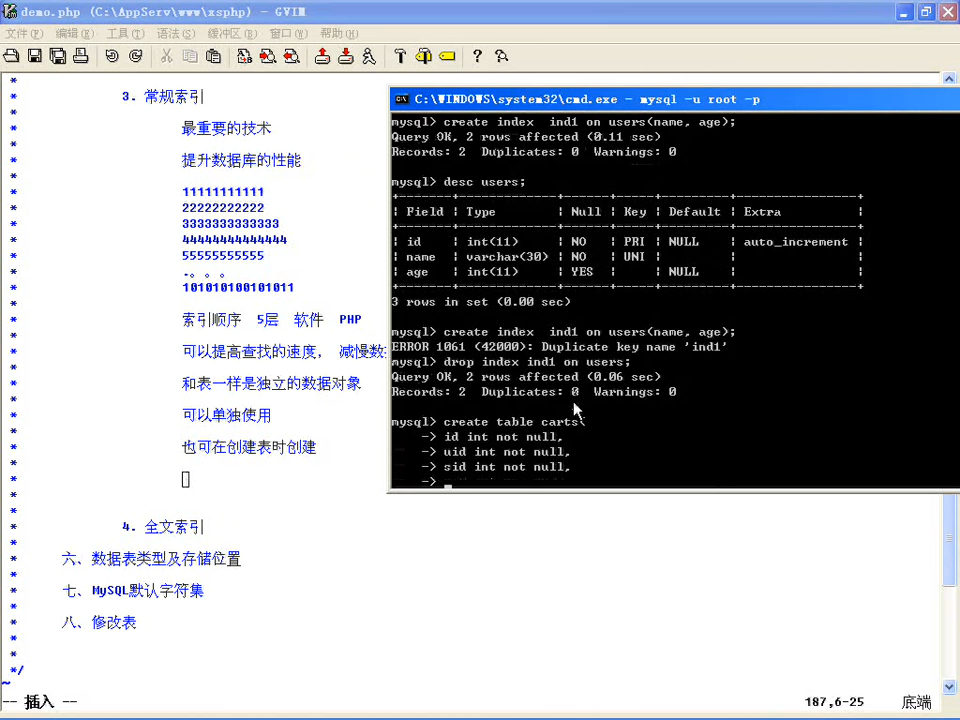 demo.php (C:\AppServ\www\xsphp) - GVIM
文件(F) 编辑(E) 工具(T) 语法(S) 缓冲区(B) 窗口(W) 帮助(H)
*
* 3. 常规索引
*
* 最重要的技术
*
* 提升数据库的性能
*
* 11111111111
* 22222222222
* 3333333333333
* 44444444444444
* 55555555555
* .。。。
* 101010100101011
*
* 索引顺序 5层 软件 PHP
*
* 可以提高查找的速度， 减慢数
*
* 和表一样是独立的数据对象
*
* 可以单独使用
*
* 也可在创建表时创建
*
*
*
*
* 4. 全文索引
*
* 六、数据表类型及存储位置
*
* 七、MySQL默认字符集
*
* 八、修改表
*
*
*/
~
-- 插入 --
187,6-25 底端
C:\WINDOWS\system32\cmd.exe - mysql -u root -p
mysql> create index  ind1 on users(name, age);
Query OK, 2 rows affected (0.11 sec)
Records: 2  Duplicates: 0  Warnings: 0
mysql> desc users;
+-------+-------------+------+-----+---------+----------------+
| Field | Type | Null | Key | Default | Extra |
+-------+-------------+------+-----+---------+----------------+
| id | int(11) | NO | PRI | NULL | auto_increment |
| name | varchar(30) | NO | UNI | | |
| age | int(11) | YES | | NULL | |
+-------+-------------+------+-----+---------+----------------+
3 rows in set (0.00 sec)
mysql> create index  ind1 on users(name, age);
ERROR 1061 (42000): Duplicate key name 'ind1'
mysql> drop index ind1 on users;
Query OK, 2 rows affected (0.06 sec)
Records: 2  Duplicates: 0  Warnings: 0
mysql> create table carts(
-> id int not null,
-> uid int not null,
-> sid int not null,
-> _